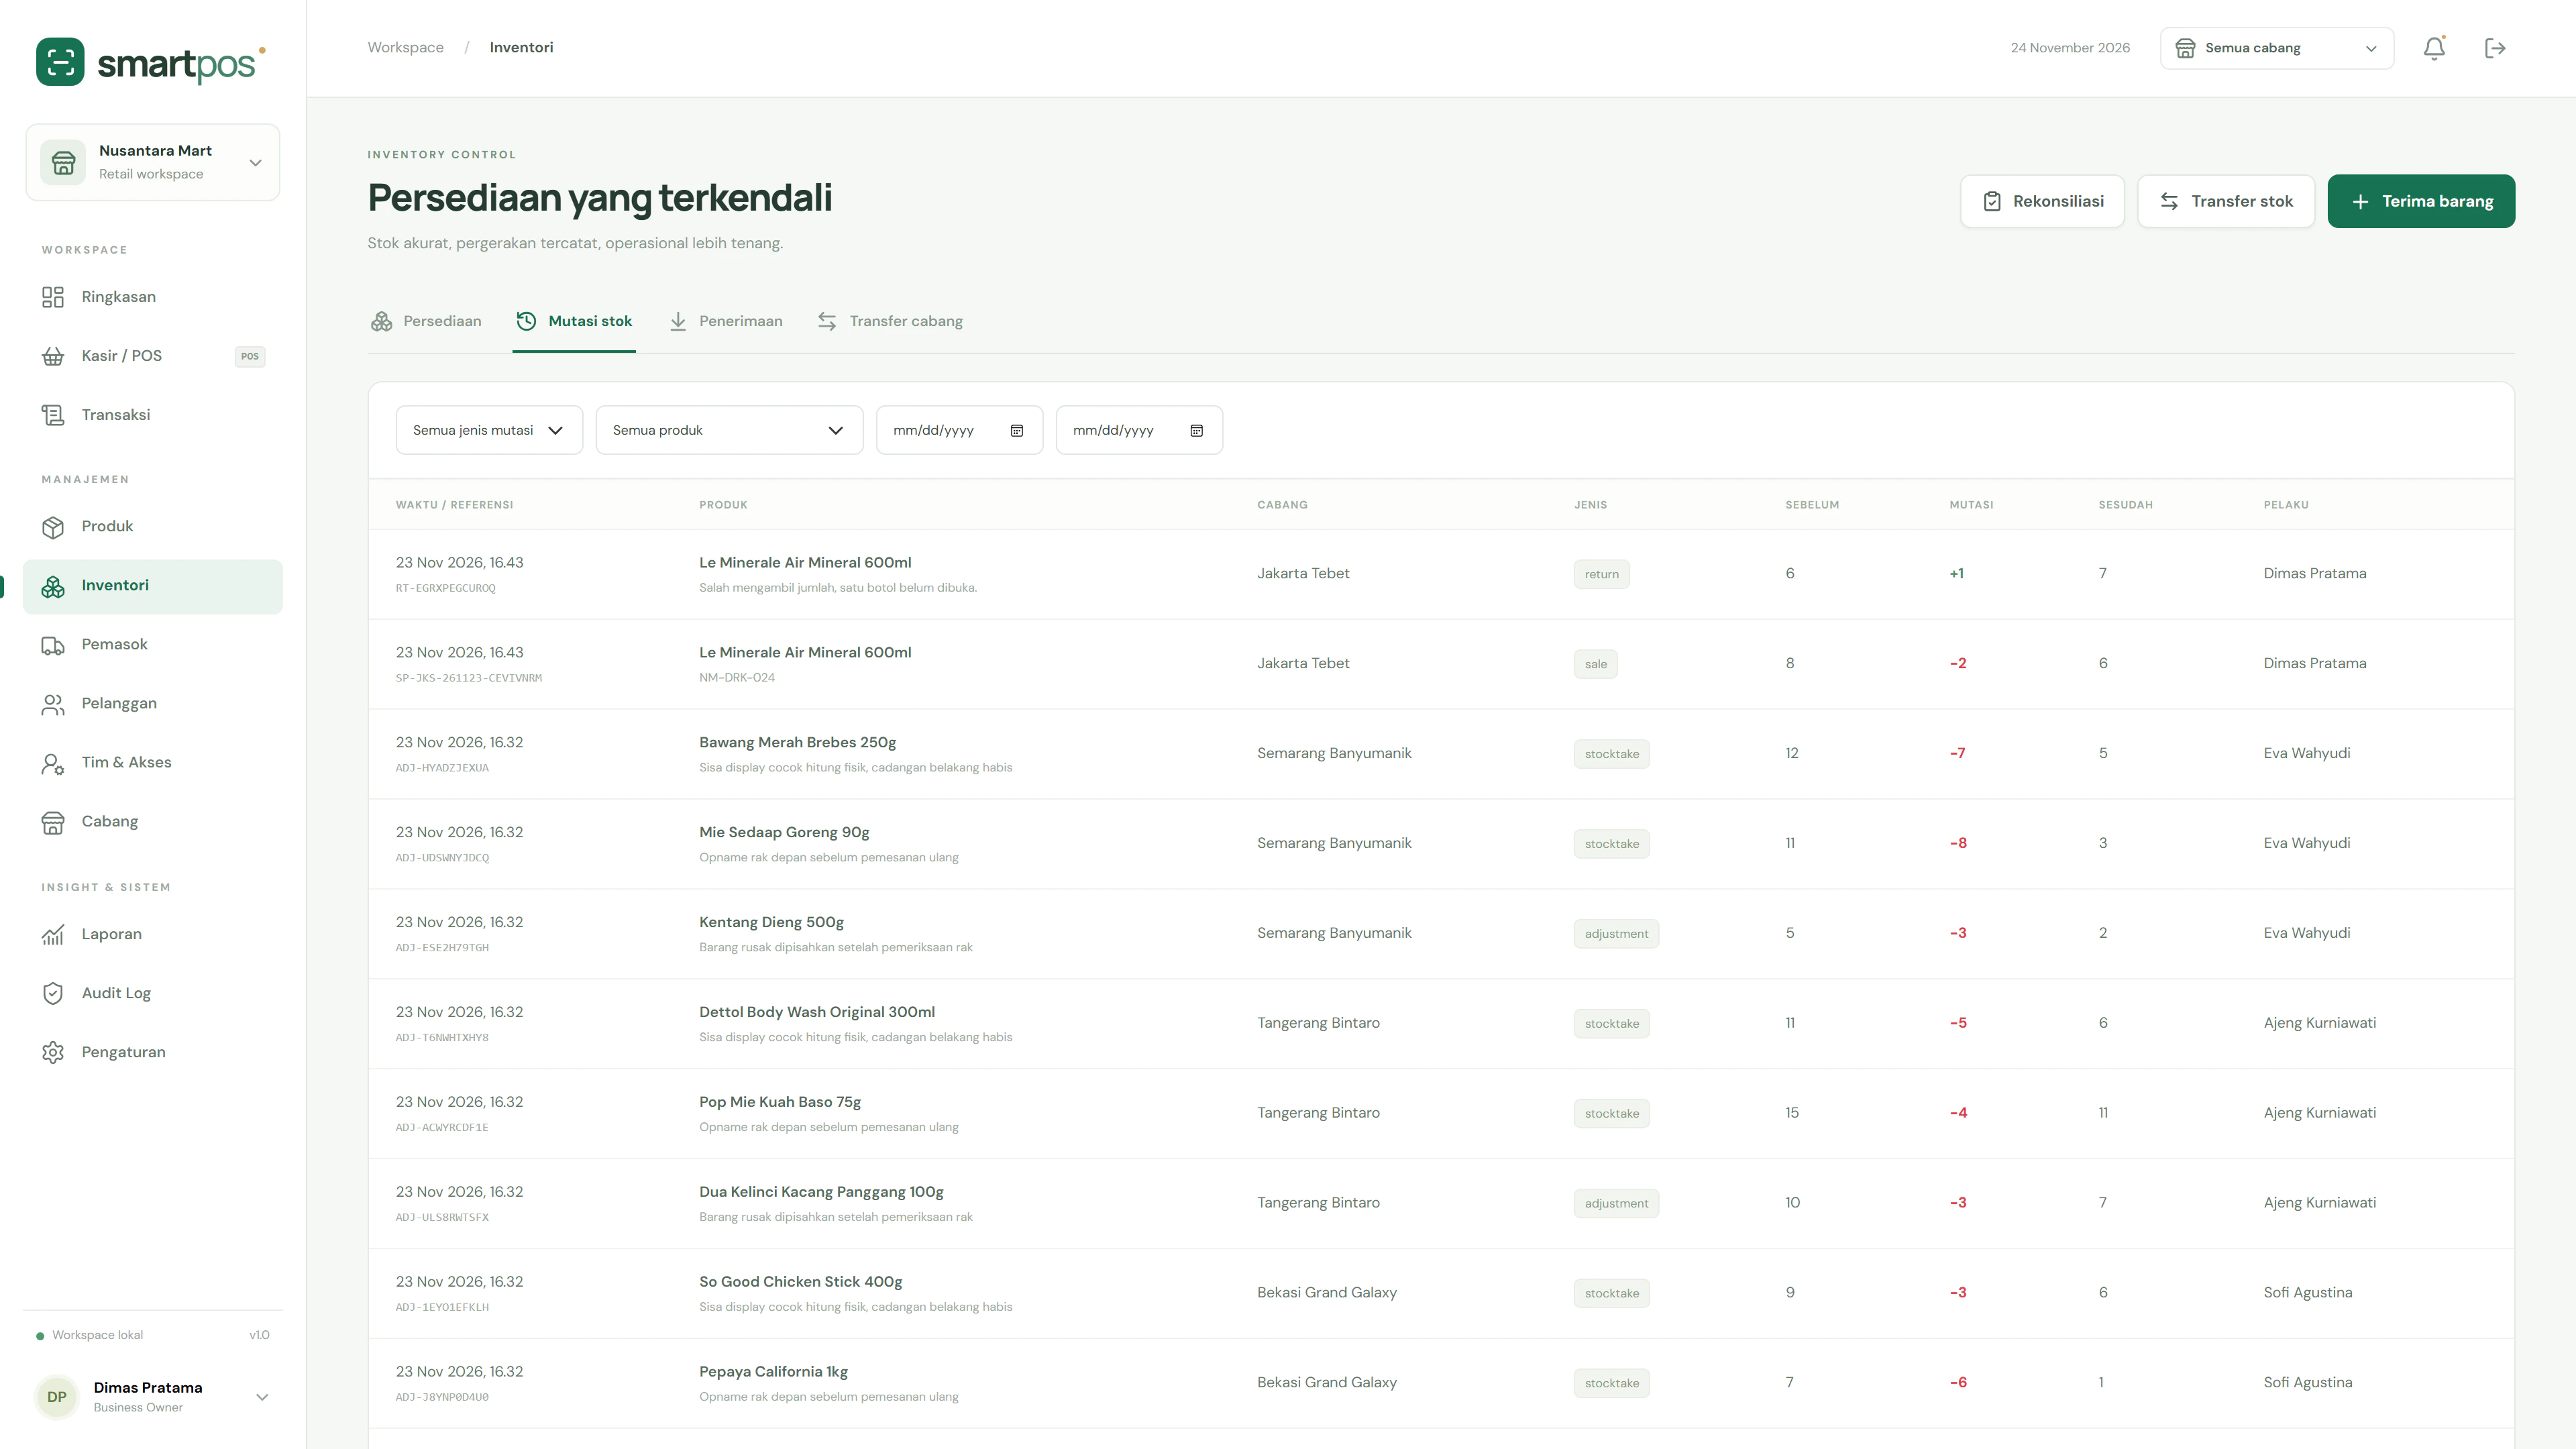 smartpos
Nusantara Mart
Retail workspace
WORKSPACE
Ringkasan
Kasir / POS
POS
Transaksi
MANAJEMEN
Produk
Inventori
Pemasok
Pelanggan
Tim & Akses
Cabang
INSIGHT & SISTEM
Laporan
Audit Log
Pengaturan
Workspace lokal
v1.0
DP
Dimas Pratama
Business Owner
Workspace / Inventori
24 November 2026
Semua cabang
INVENTORY CONTROL
Persediaan yang terkendali
Stok akurat, pergerakan tercatat, operasional lebih tenang.
Rekonsiliasi
Transfer stok
Terima barang
Persediaan
Mutasi stok
Penerimaan
Transfer cabang
Semua jenis mutasi
Semua produk
mm/dd/yyyy
mm/dd/yyyy
WAKTU / REFERENSI PRODUK CABANG JENIS SEBELUM MUTASI SESUDAH PELAKU
23 Nov 2026, 16.43 Le Minerale Air Mineral 600ml Jakarta Tebet return 6 +1 7 Dimas Pratama
RT-EGRXPEGCUROQ Salah mengambil jumlah, satu botol belum dibuka.
23 Nov 2026, 16.43 Le Minerale Air Mineral 600ml Jakarta Tebet sale 8 -2 6 Dimas Pratama
SP-JKS-261123-CEVIVNRM NM-DRK-024
23 Nov 2026, 16.32 Bawang Merah Brebes 250g Semarang Banyumanik stocktake 12 -7 5 Eva Wahyudi
ADJ-HYADZJEXUA Sisa display cocok hitung fisik, cadangan belakang habis
23 Nov 2026, 16.32 Mie Sedaap Goreng 90g Semarang Banyumanik stocktake 11 -8 3 Eva Wahyudi
ADJ-UDSWNYJDCQ Opname rak depan sebelum pemesanan ulang
23 Nov 2026, 16.32 Kentang Dieng 500g Semarang Banyumanik adjustment 5 -3 2 Eva Wahyudi
ADJ-ESE2H79TGH Barang rusak dipisahkan setelah pemeriksaan rak
23 Nov 2026, 16.32 Dettol Body Wash Original 300ml Tangerang Bintaro stocktake 11 -5 6 Ajeng Kurniawati
ADJ-T6NWHTXHY8 Sisa display cocok hitung fisik, cadangan belakang habis
23 Nov 2026, 16.32 Pop Mie Kuah Baso 75g Tangerang Bintaro stocktake 15 -4 11 Ajeng Kurniawati
ADJ-ACWYRCDF1E Opname rak depan sebelum pemesanan ulang
23 Nov 2026, 16.32 Dua Kelinci Kacang Panggang 100g Tangerang Bintaro adjustment 10 -3 7 Ajeng Kurniawati
ADJ-ULS8RWTSFX Barang rusak dipisahkan setelah pemeriksaan rak
23 Nov 2026, 16.32 So Good Chicken Stick 400g Bekasi Grand Galaxy stocktake 9 -3 6 Sofi Agustina
ADJ-1EYO1EFKLH Sisa display cocok hitung fisik, cadangan belakang habis
23 Nov 2026, 16.32 Pepaya California 1kg Bekasi Grand Galaxy stocktake 7 -6 1 Sofi Agustina
ADJ-J8YNP0D4U0 Opname rak depan sebelum pemesanan ulang